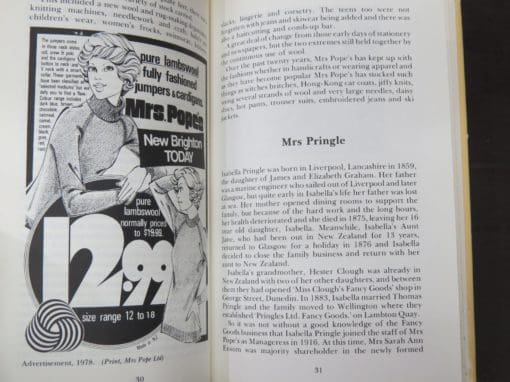 This included a new wool and stocked
knitting machines, needlework and craft, baby
children's wear, women's frocks,
The jumpers come
in three neck styles,
crew, V neck and
pure lambswool
fully fashioned
jumpers & cardigans.
Mrs. Pope's
New Brighton
TODAY
pure
lambswool
normally priced
to $19.99.
12.99
size range 12 to 18
Made in NZ
Advertisement, 1978. (Print, Mrs Pope Ltd)
30
slacks, lingerie and corsetry. The teens too were not
forgotten with jeans and skiwear being added and there was
also a haircutting and comb-up bar.
A great deal of change from those early days of stationery
and newspapers, but the two extremes still held together by
the continuous use of wool.
Over the past twenty years, Mrs Pope's has kept up with
the fashions whether in handicrafts or wearing apparel and
as they have become popular Mrs Pope's has stocked such
things as witches britches, Hong-Kong car coats, jiffy knits,
using several strands of wool and very large needles, daisy
discs, hot pants, trouser suits, embroidered jeans and ski
jackets.
Mrs Pringle
Isabella Pringle was born in Liverpool, Lancashire in 1859,
the daughter of James and Elizabeth Graham. Her father
was a marine engineer who sailed out of Liverpool and later
Glasgow, but quite early in Isabella's life her father was lost
at sea. Her mother opened dining rooms to support the
family, but because of the hard work and the long hours,
her health deteriorated and she died in 1875, leaving her 16
year old daughter, Isabella. Meanwhile, Isabella's Aunt
Jane, who had been out in New Zealand for 13 years,
returned to Glasgow for a holiday in 1876 and Isabella
decided to close the family business and return with her
aunt to New Zealand.
Isabella's grandmother, Hester Clough was already in
New Zealand with two of her other daughters, and between
then they had opened 'Miss Clough's Fancy Goods' shop in
George Street, Dunedin. In 1883, Isabella married Thomas
Pringle and the family moved to Wellington where they
established 'Pringles Ltd. Fancy Goods.' on Lambton Quay.
So it was not without a good knowledge of the Fancy
Goods business that Isabella Pringle joined the staff of Mrs
Pope's as Manageress in 1916. At this time, Mrs Sarah Ann
was majority shareholder in the newly formed
31